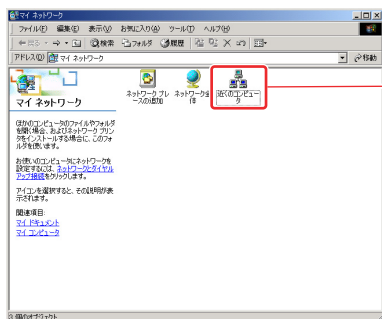 マイ ネットワーク
ファイル(F) 編集(E) 表示(V) お気に入り(A) ツール(T) ヘルプ(H)
戻る 検索 フォルダ 履歴
アドレス(D) マイ ネットワーク 移動
マイ ネットワーク
ネットワーク プレ
ースの追加
ネットワーク全
体
近くのコンピュー
タ
ほかのコンピュータのファイルやフォルダ
を開く場合、およびネットワーク プリン
タをインストールする場合に、このフォ
ルダを使います。
お使いのコンピュータにネットワークを
設定するには、ネットワークとダイヤル
アップ接続をクリックします。
アイコンを選択すると、その説明が表
示されます。
関連項目:
マイ ドキュメント
マイ コンピュータ
3 個のオブジェクト